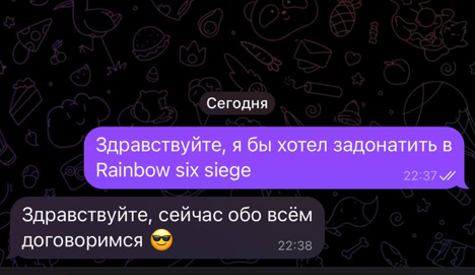 Сегодня
Здравствуйте, я бы хотел задонатить в
Rainbow six siege
22:37
Здравствуйте, сейчас обо всём
договоримся 😎
22:38